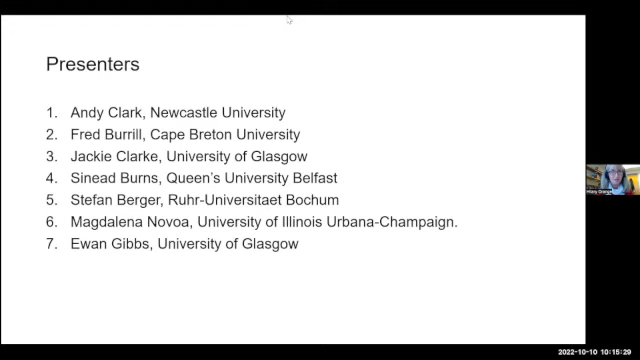 Presenters
1. Andy Clark, Newcastle University
2. Fred Burrill, Cape Breton University
3. Jackie Clarke, University of Glasgow
4. Sinead Burns, Queen's University Belfast
5. Stefan Berger, Ruhr-Universitaet Bochum
6. Magdalena Novoa, University of Illinois Urbana-Champaign.
7. Ewan Gibbs, University of Glasgow
Hilary Orange
2022-10-10 10:15:29